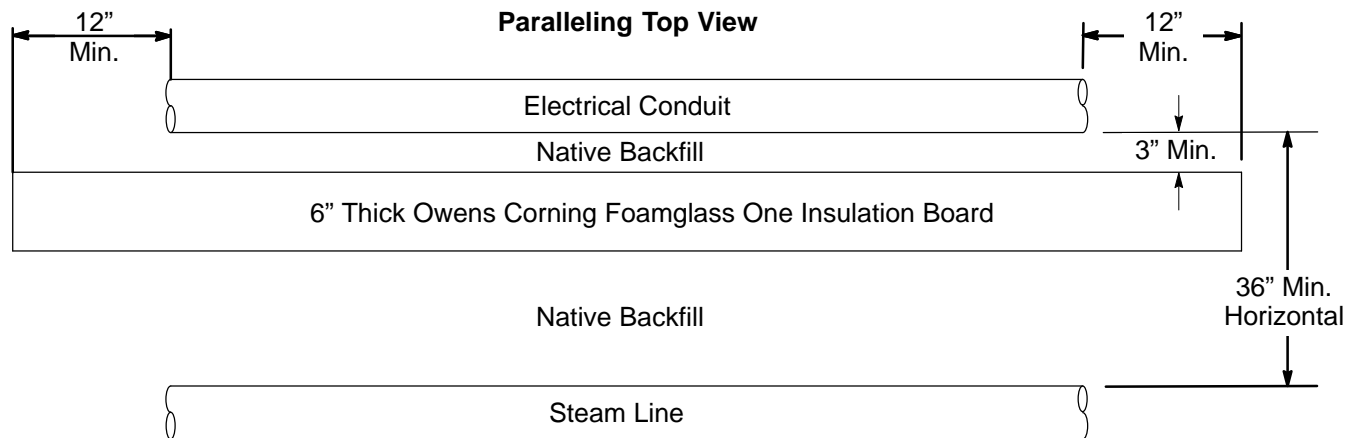 Paralleling Top View
12”
Min.
12”
Min.
Electrical Conduit
Native Backfill
3” Min.
6” Thick Owens Corning Foamglass One Insulation Board
36” Min.
Horizontal
Native Backfill
Steam Line